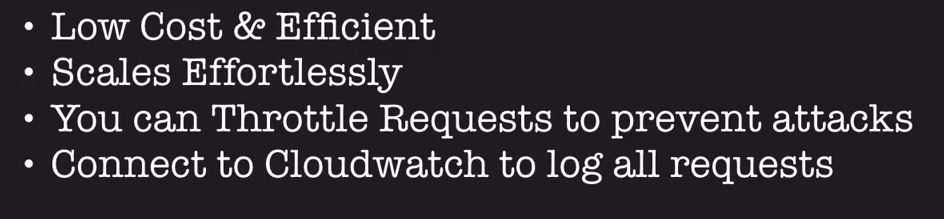 • Low Cost & Efficient
• Scales Effortlessly
• You can Throttle Requests to prevent attacks
• Connect to Cloudwatch to log all requests